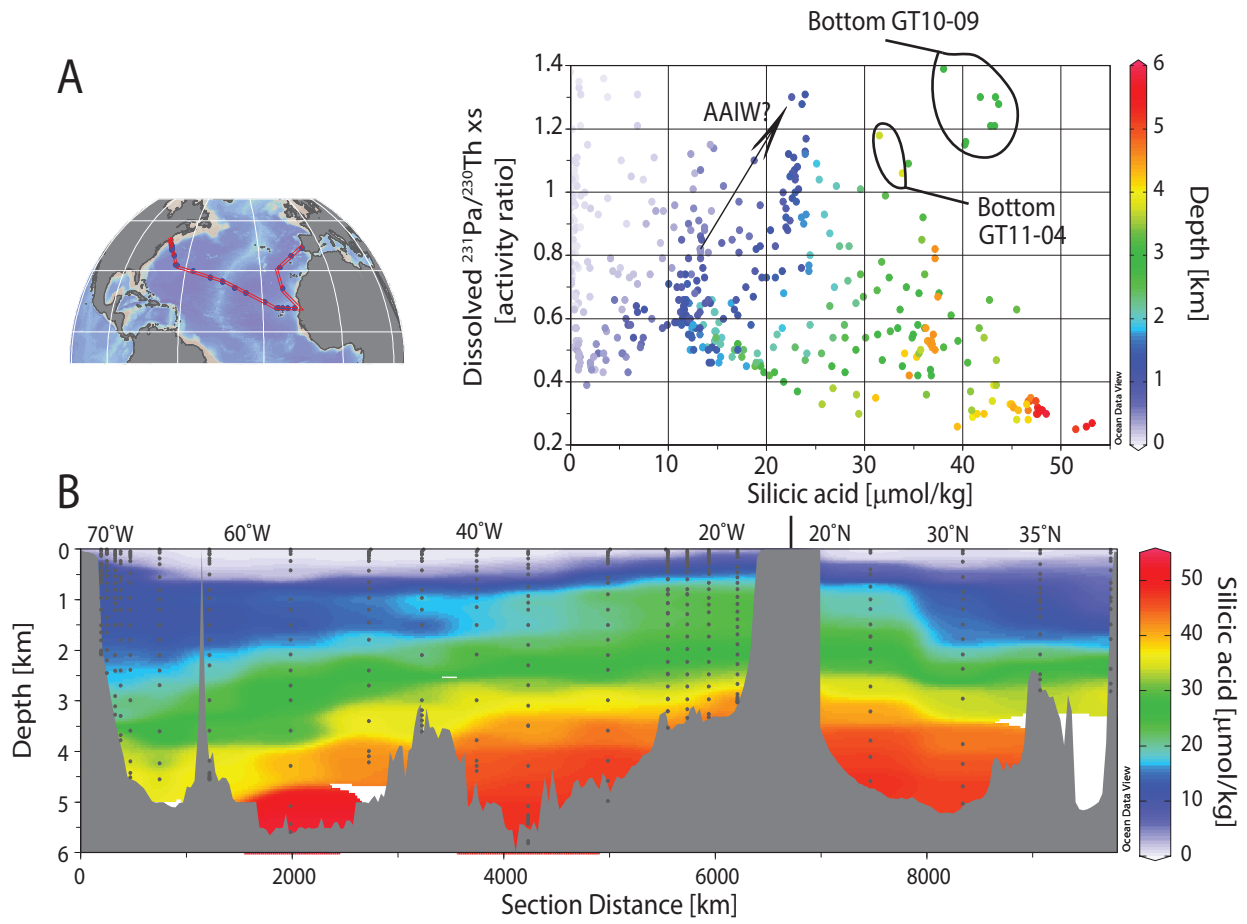 A
Bottom GT10-09
AAIW?
Bottom
GT11-04
Dissolved ²³¹Pa/²³⁰Th xs
[activity ratio]
1.4
1.2
1
0.8
0.6
0.4
0.2
0
10
20
30
40
50
Silicic acid [μmol/kg]
6
5
4
3
2
1
0
Depth [km]
Ocean Data View
B
70°W
60°W
40°W
20°W
20°N
30°N
35°N
0
1
2
3
4
5
6
Depth [km]
0
2000
4000
6000
8000
Section Distance [km]
50
40
30
20
10
0
Silicic acid [μmol/kg]
Ocean Data View